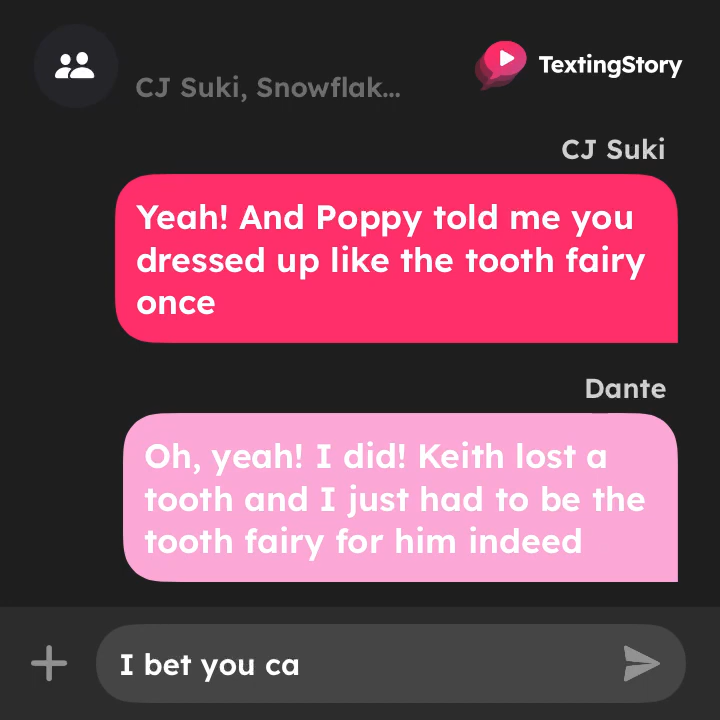 CJ Suki, Snowflak...
TextingStory
CJ Suki
Yeah! And Poppy told me you
dressed up like the tooth fairy
once
Dante
Oh, yeah! I did! Keith lost a
tooth and I just had to be the
tooth fairy for him indeed
I bet you ca